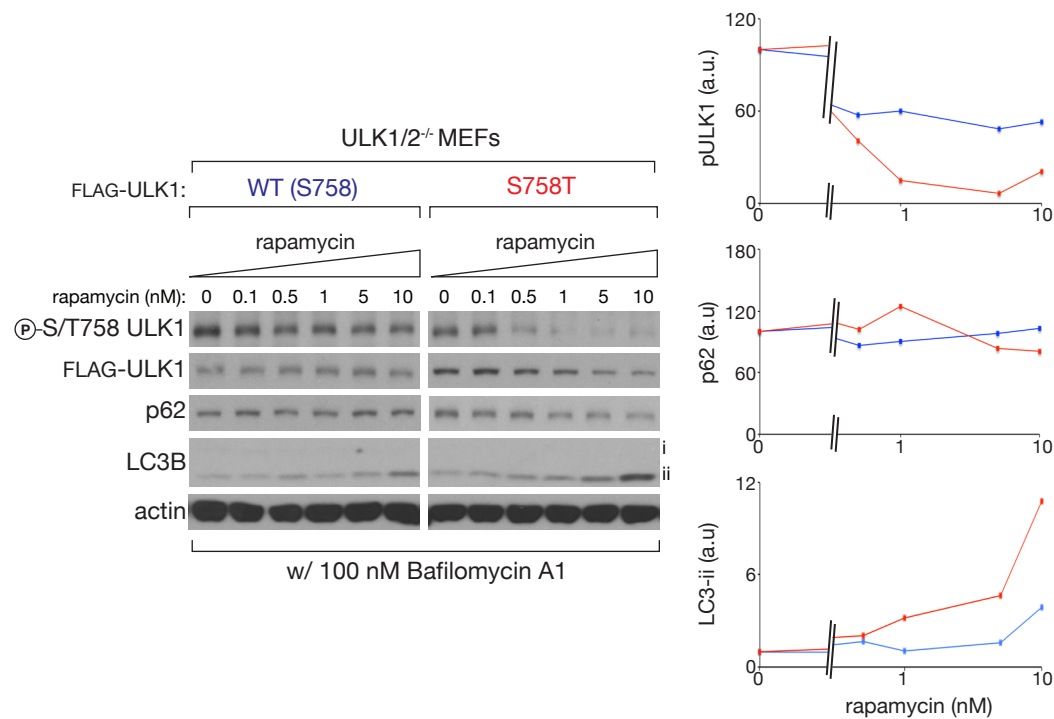 ULK1/2-/- MEFs
FLAG-ULK1: WT (S758) S758T
rapamycin rapamycin
rapamycin (nM): 0 0.1 0.5 1 5 10 0 0.1 0.5 1 5 10
Ⓟ-S/T758 ULK1
FLAG-ULK1
p62
LC3B i
ii
actin
w/ 100 nM Bafilomycin A1
pULK1 (a.u.)
120
60
0
0 1 10
p62 (a.u)
180
120
60
0
0 1 10
LC3-ii (a.u)
12
6
0
0 1 10
rapamycin (nM)